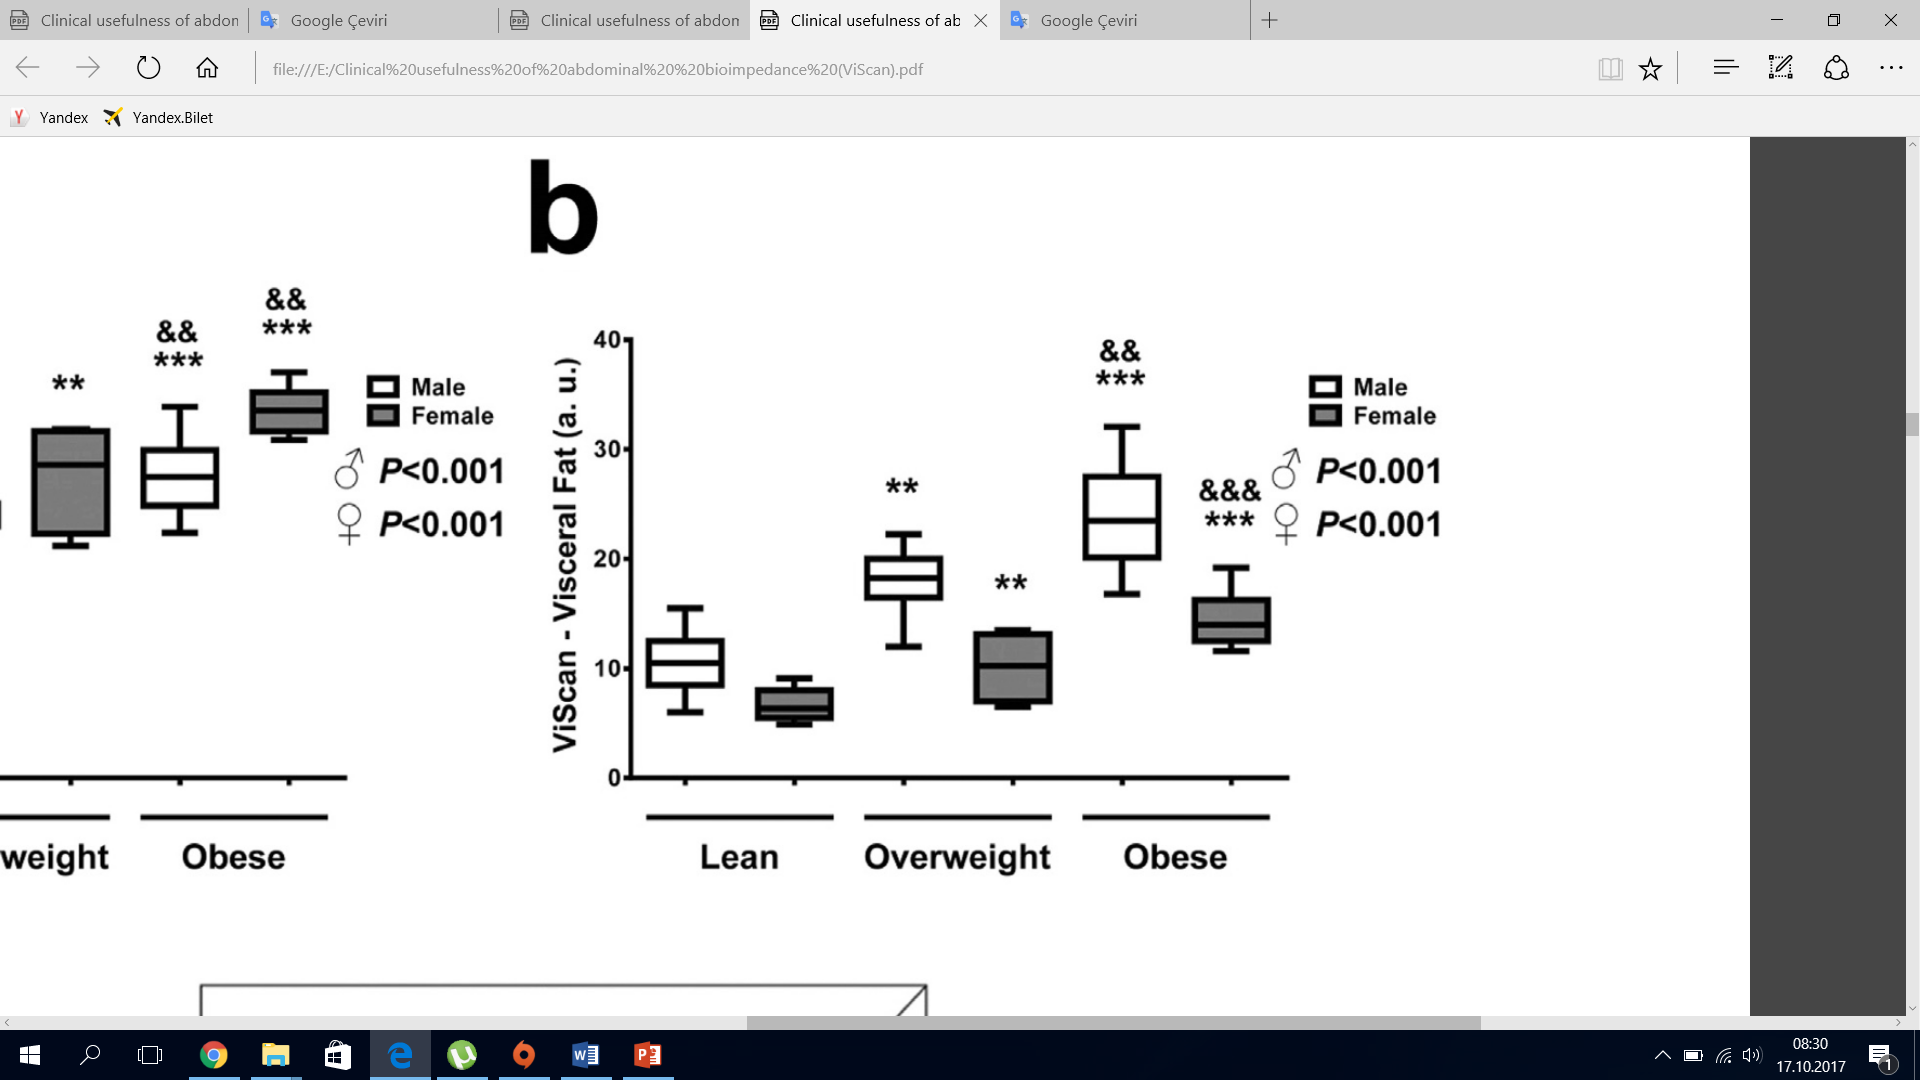 Clinical usefulness of abdon
Google Çeviri
Clinical usefulness of abdom
Clinical usefulness of ab
Google Çeviri
file:///E:/Clinical%20usefulness%20of%20abdominal%20%20bioimpedance%20(ViScan).pdf
Yandex
Yandex.Bilet
b
&&
***
&&
***
**
Male
Female
♂ P<0.001
♀ P<0.001
weight
Obese
ViScan - Visceral Fat (a. u.)
40
30
20
10
0
**
**
&&
***
&&&
***
Male
Female
♂ P<0.001
♀ P<0.001
Lean
Overweight
Obese
08:30
17.10.2017
1